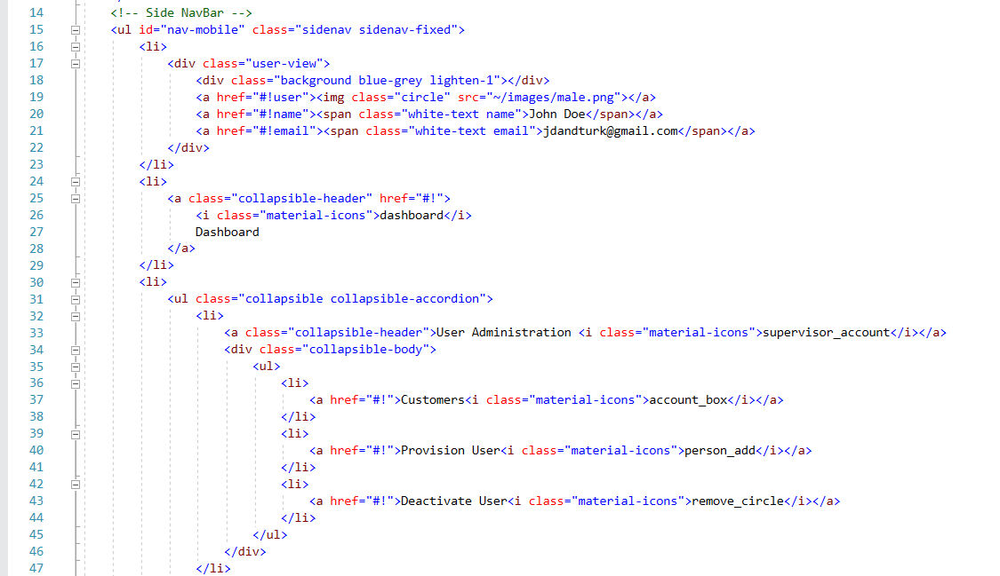 14 <!-- Side NavBar -->
15 <ul id="nav-mobile" class="sidenav sidenav-fixed">
16 <li>
17 <div class="user-view">
18 <div class="background blue-grey lighten-1"></div>
19 <a href="#!user"><img class="circle" src="~/images/male.png"></a>
20 <a href="#!name"><span class="white-text name">John Doe</span></a>
21 <a href="#!email"><span class="white-text email">jdandturk@gmail.com</span></a>
22 </div>
23 </li>
24 <li>
25 <a class="collapsible-header" href="#!">
26 <i class="material-icons">dashboard</i>
27 Dashboard
28 </a>
29 </li>
30 <li>
31 <ul class="collapsible collapsible-accordion">
32 <li>
33 <a class="collapsible-header">User Administration <i class="material-icons">supervisor_account</i></a>
34 <div class="collapsible-body">
35 <ul>
36 <li>
37 <a href="#!">Customers<i class="material-icons">account_box</i></a>
38 </li>
39 <li>
40 <a href="#!">Provision User<i class="material-icons">person_add</i></a>
41 </li>
42 <li>
43 <a href="#!">Deactivate User<i class="material-icons">remove_circle</i></a>
44 </li>
45 </ul>
46 </div>
47 </li>